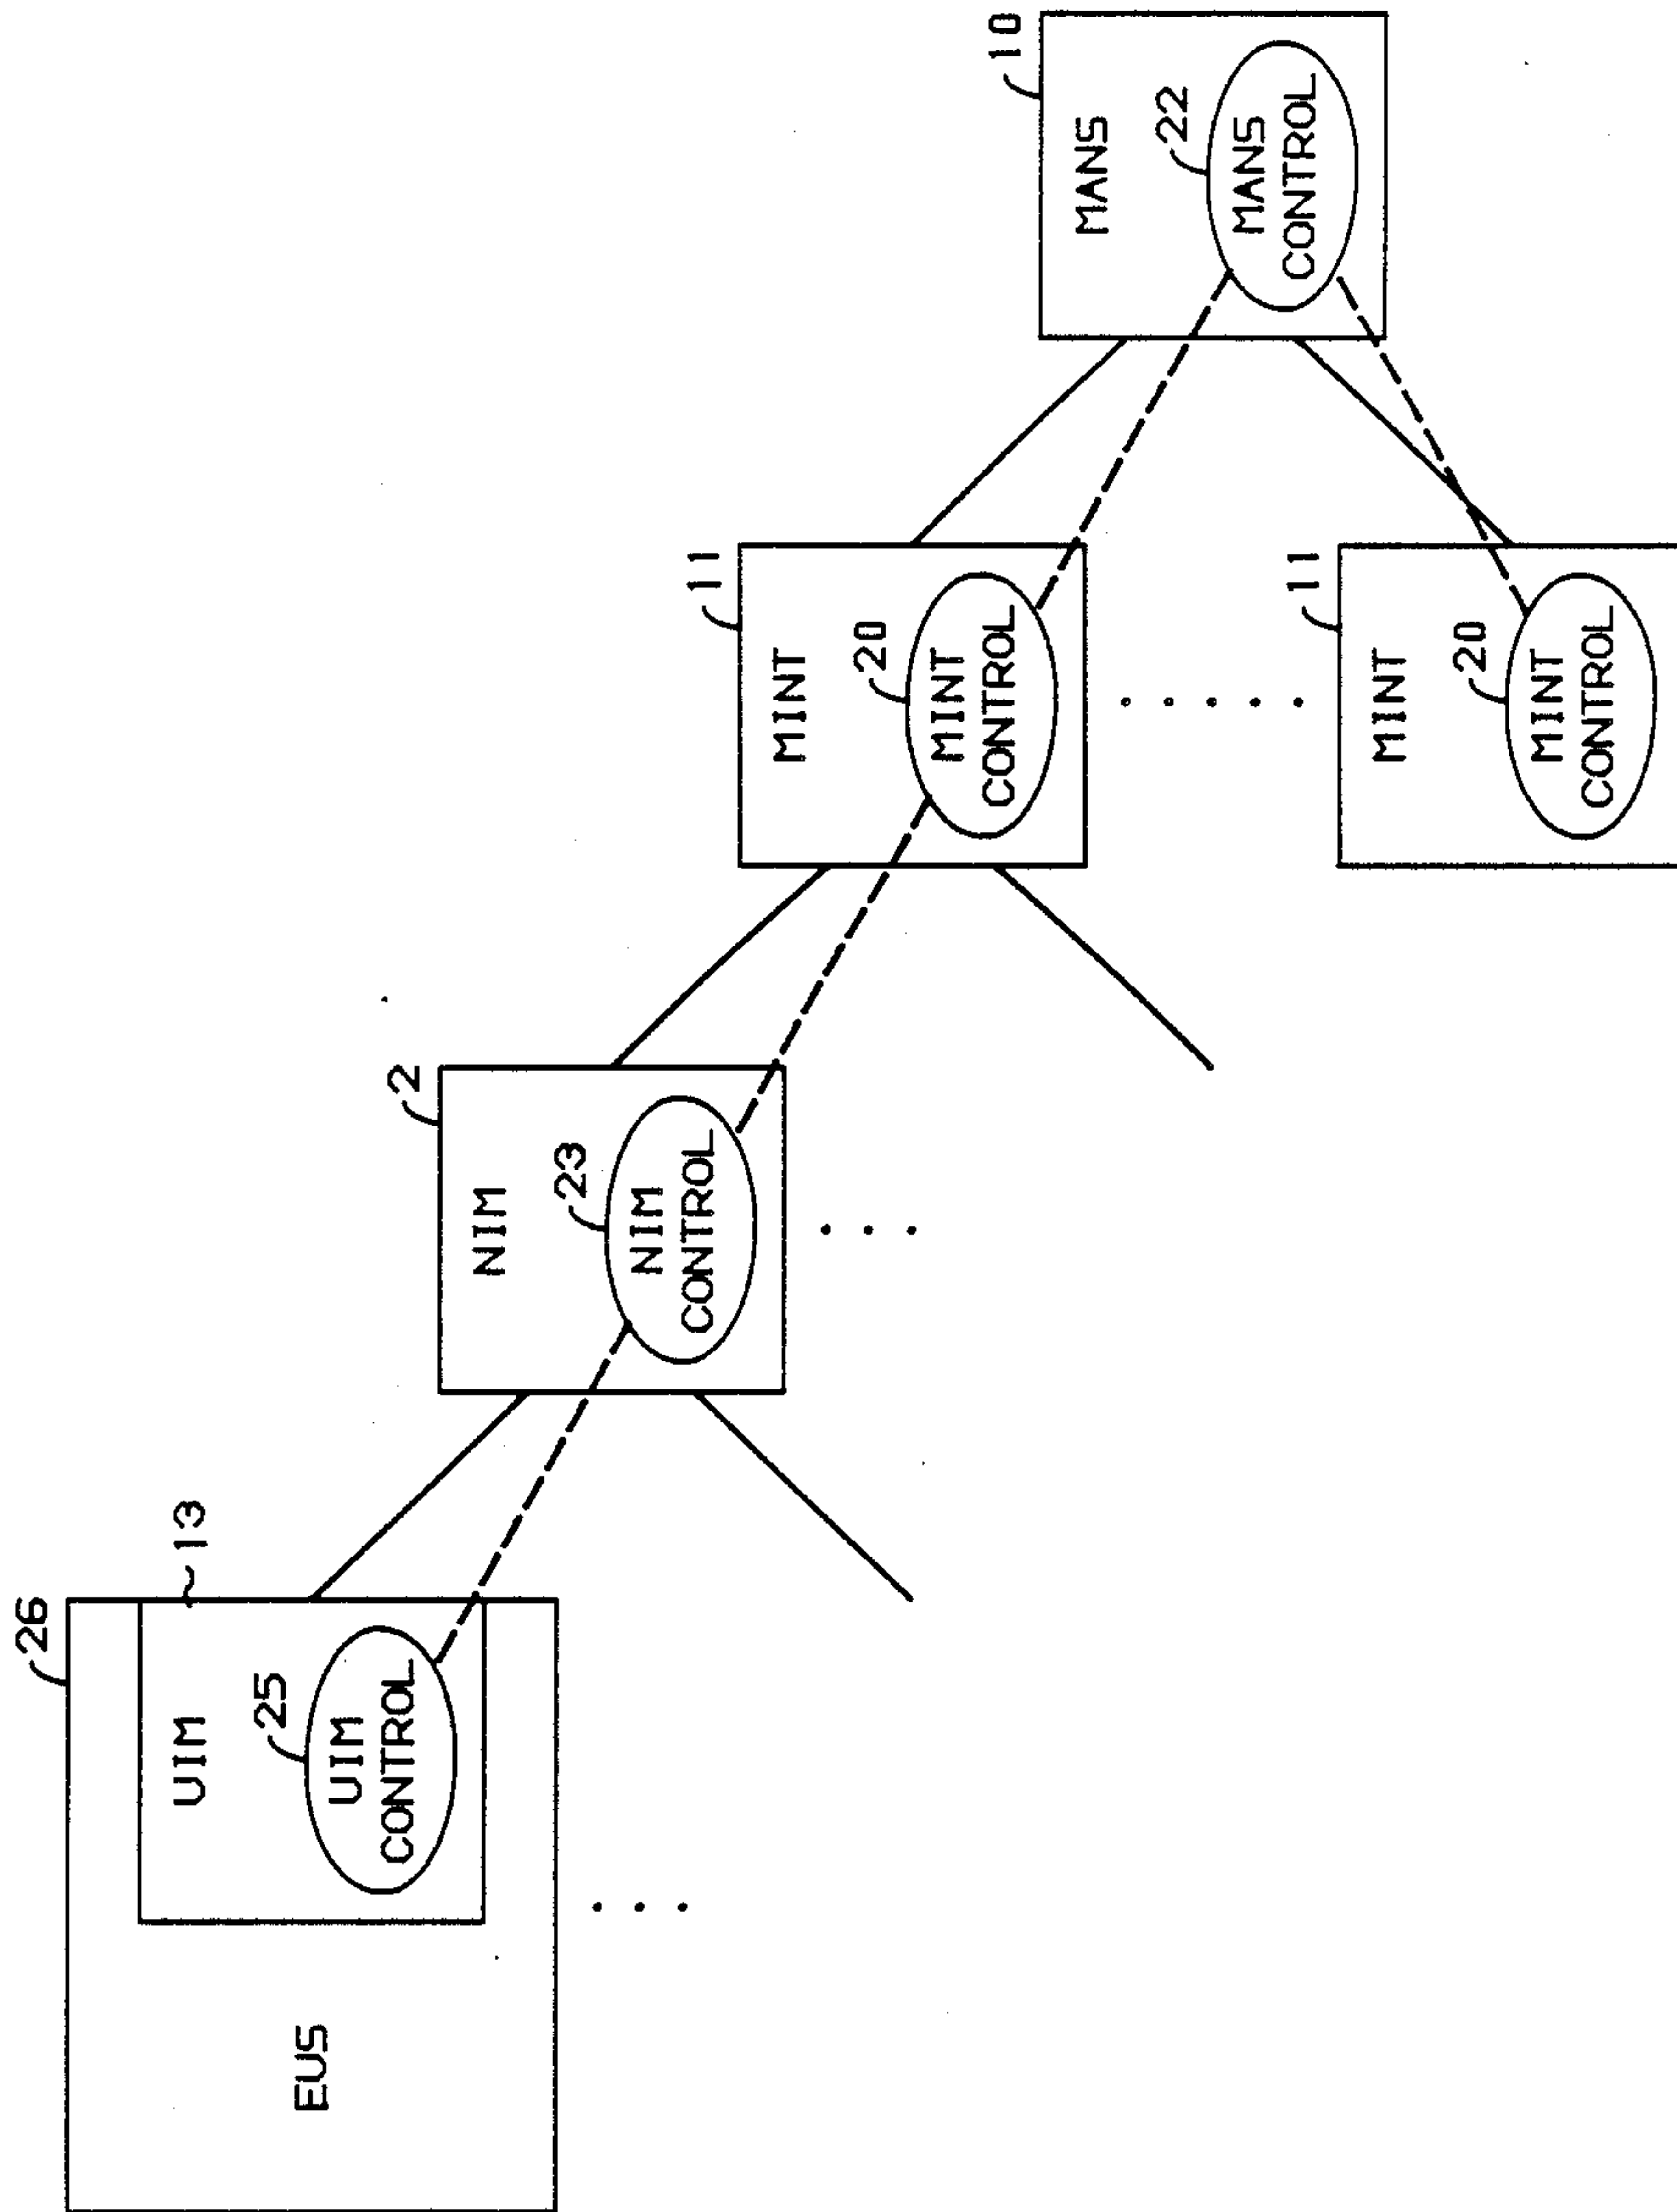 26
13
EUS
UIM
25
UIM
CONTROL
2
NIM
23
NIM
CONTROL
11
MINT
20
MINT
CONTROL
11
MINT
20
MINT
CONTROL
10
MANS
22
MANS
CONTROL